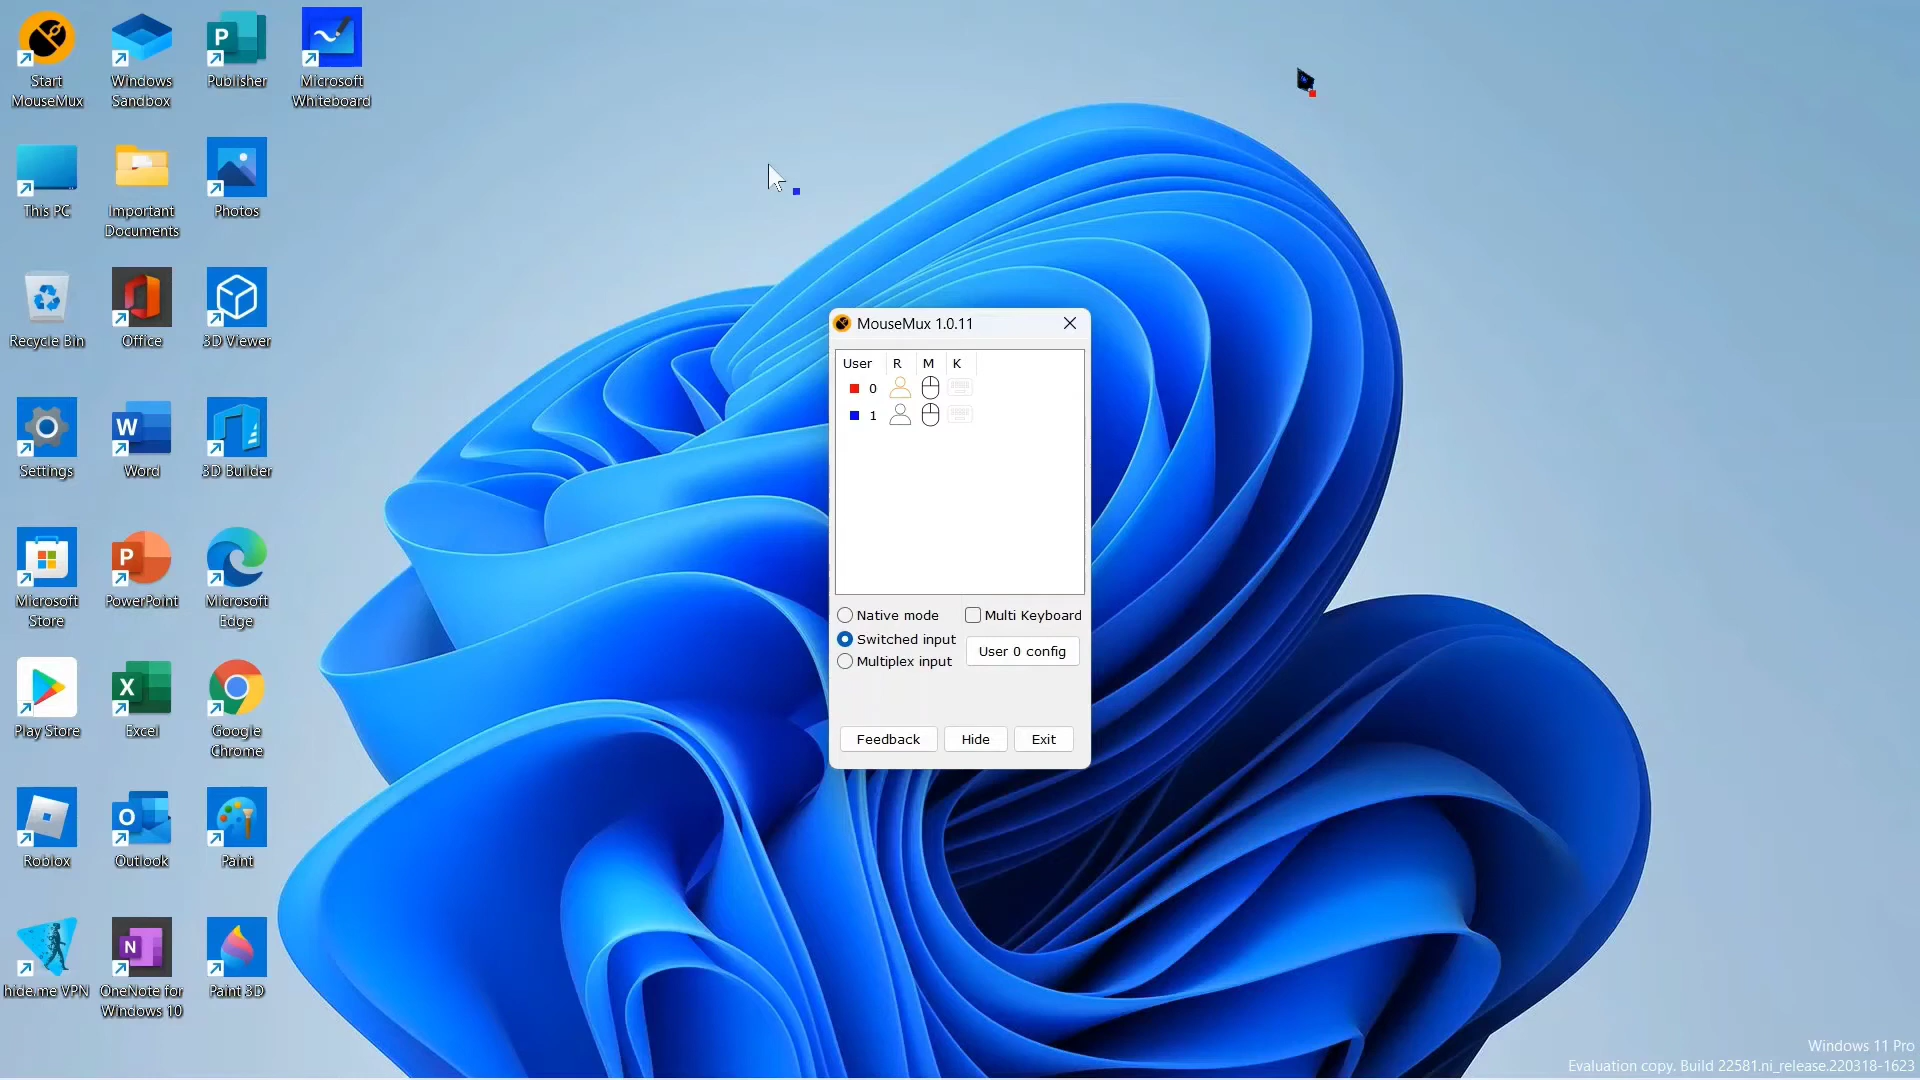 Start
MouseMux
Windows
Sandbox
Publisher
Microsoft
Whiteboard
This PC
Important
Documents
Photos
Recycle Bin
Office
3D Viewer
Settings
Word
3D Builder
Microsoft
Store
PowerPoint
Microsoft
Edge
Play Store
Excel
Google
Chrome
Roblox
Outlook
Paint
hide.me VPN
OneNote for
Windows 10
Paint 3D
MouseMux 1.0.11
User R M K
0
1
Native mode
Multi Keyboard
Switched input
User 0 config
Multiplex input
Feedback
Hide
Exit
Windows 11 Pro
Evaluation copy. Build 22581.ni_release.220318-1623